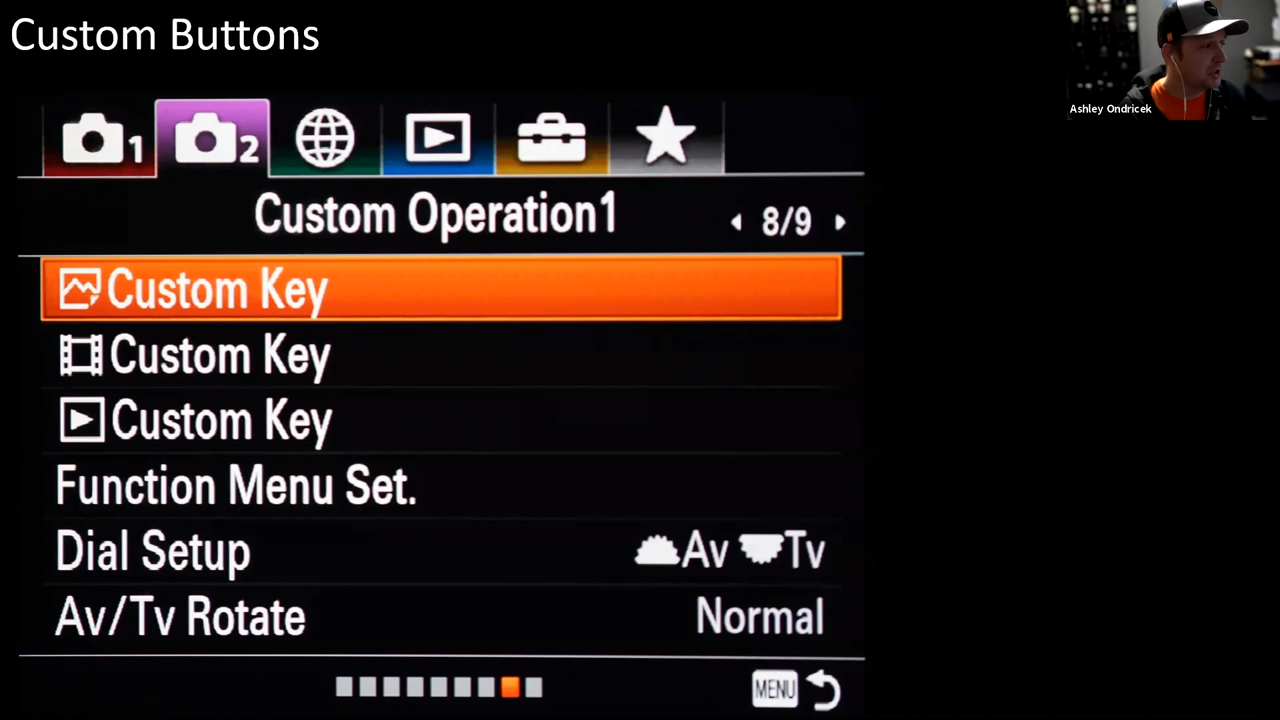 Custom Buttons
Ashley Ondricek
1
2
Custom Operation1
8/9
Custom Key
Custom Key
Custom Key
Function Menu Set.
Dial Setup Av Tv
Av/Tv Rotate Normal
MENU